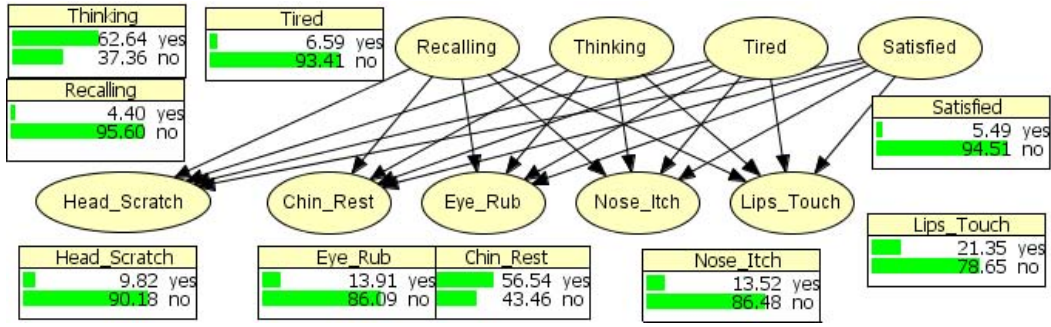 Thinking
62.64 yes
37.36 no
Tired
6.59 yes
93.41 no
Recalling
Thinking
Tired
Satisfied
Recalling
4.40 yes
95.60 no
Satisfied
5.49 yes
94.51 no
Head_Scratch
Chin_Rest
Eye_Rub
Nose_Itch
Lips_Touch
Head_Scratch
9.82 yes
90.18 no
Eye_Rub
13.91 yes
86.09 no
Chin_Rest
56.54 yes
43.46 no
Nose_Itch
13.52 yes
86.48 no
Lips_Touch
21.35 yes
78.65 no